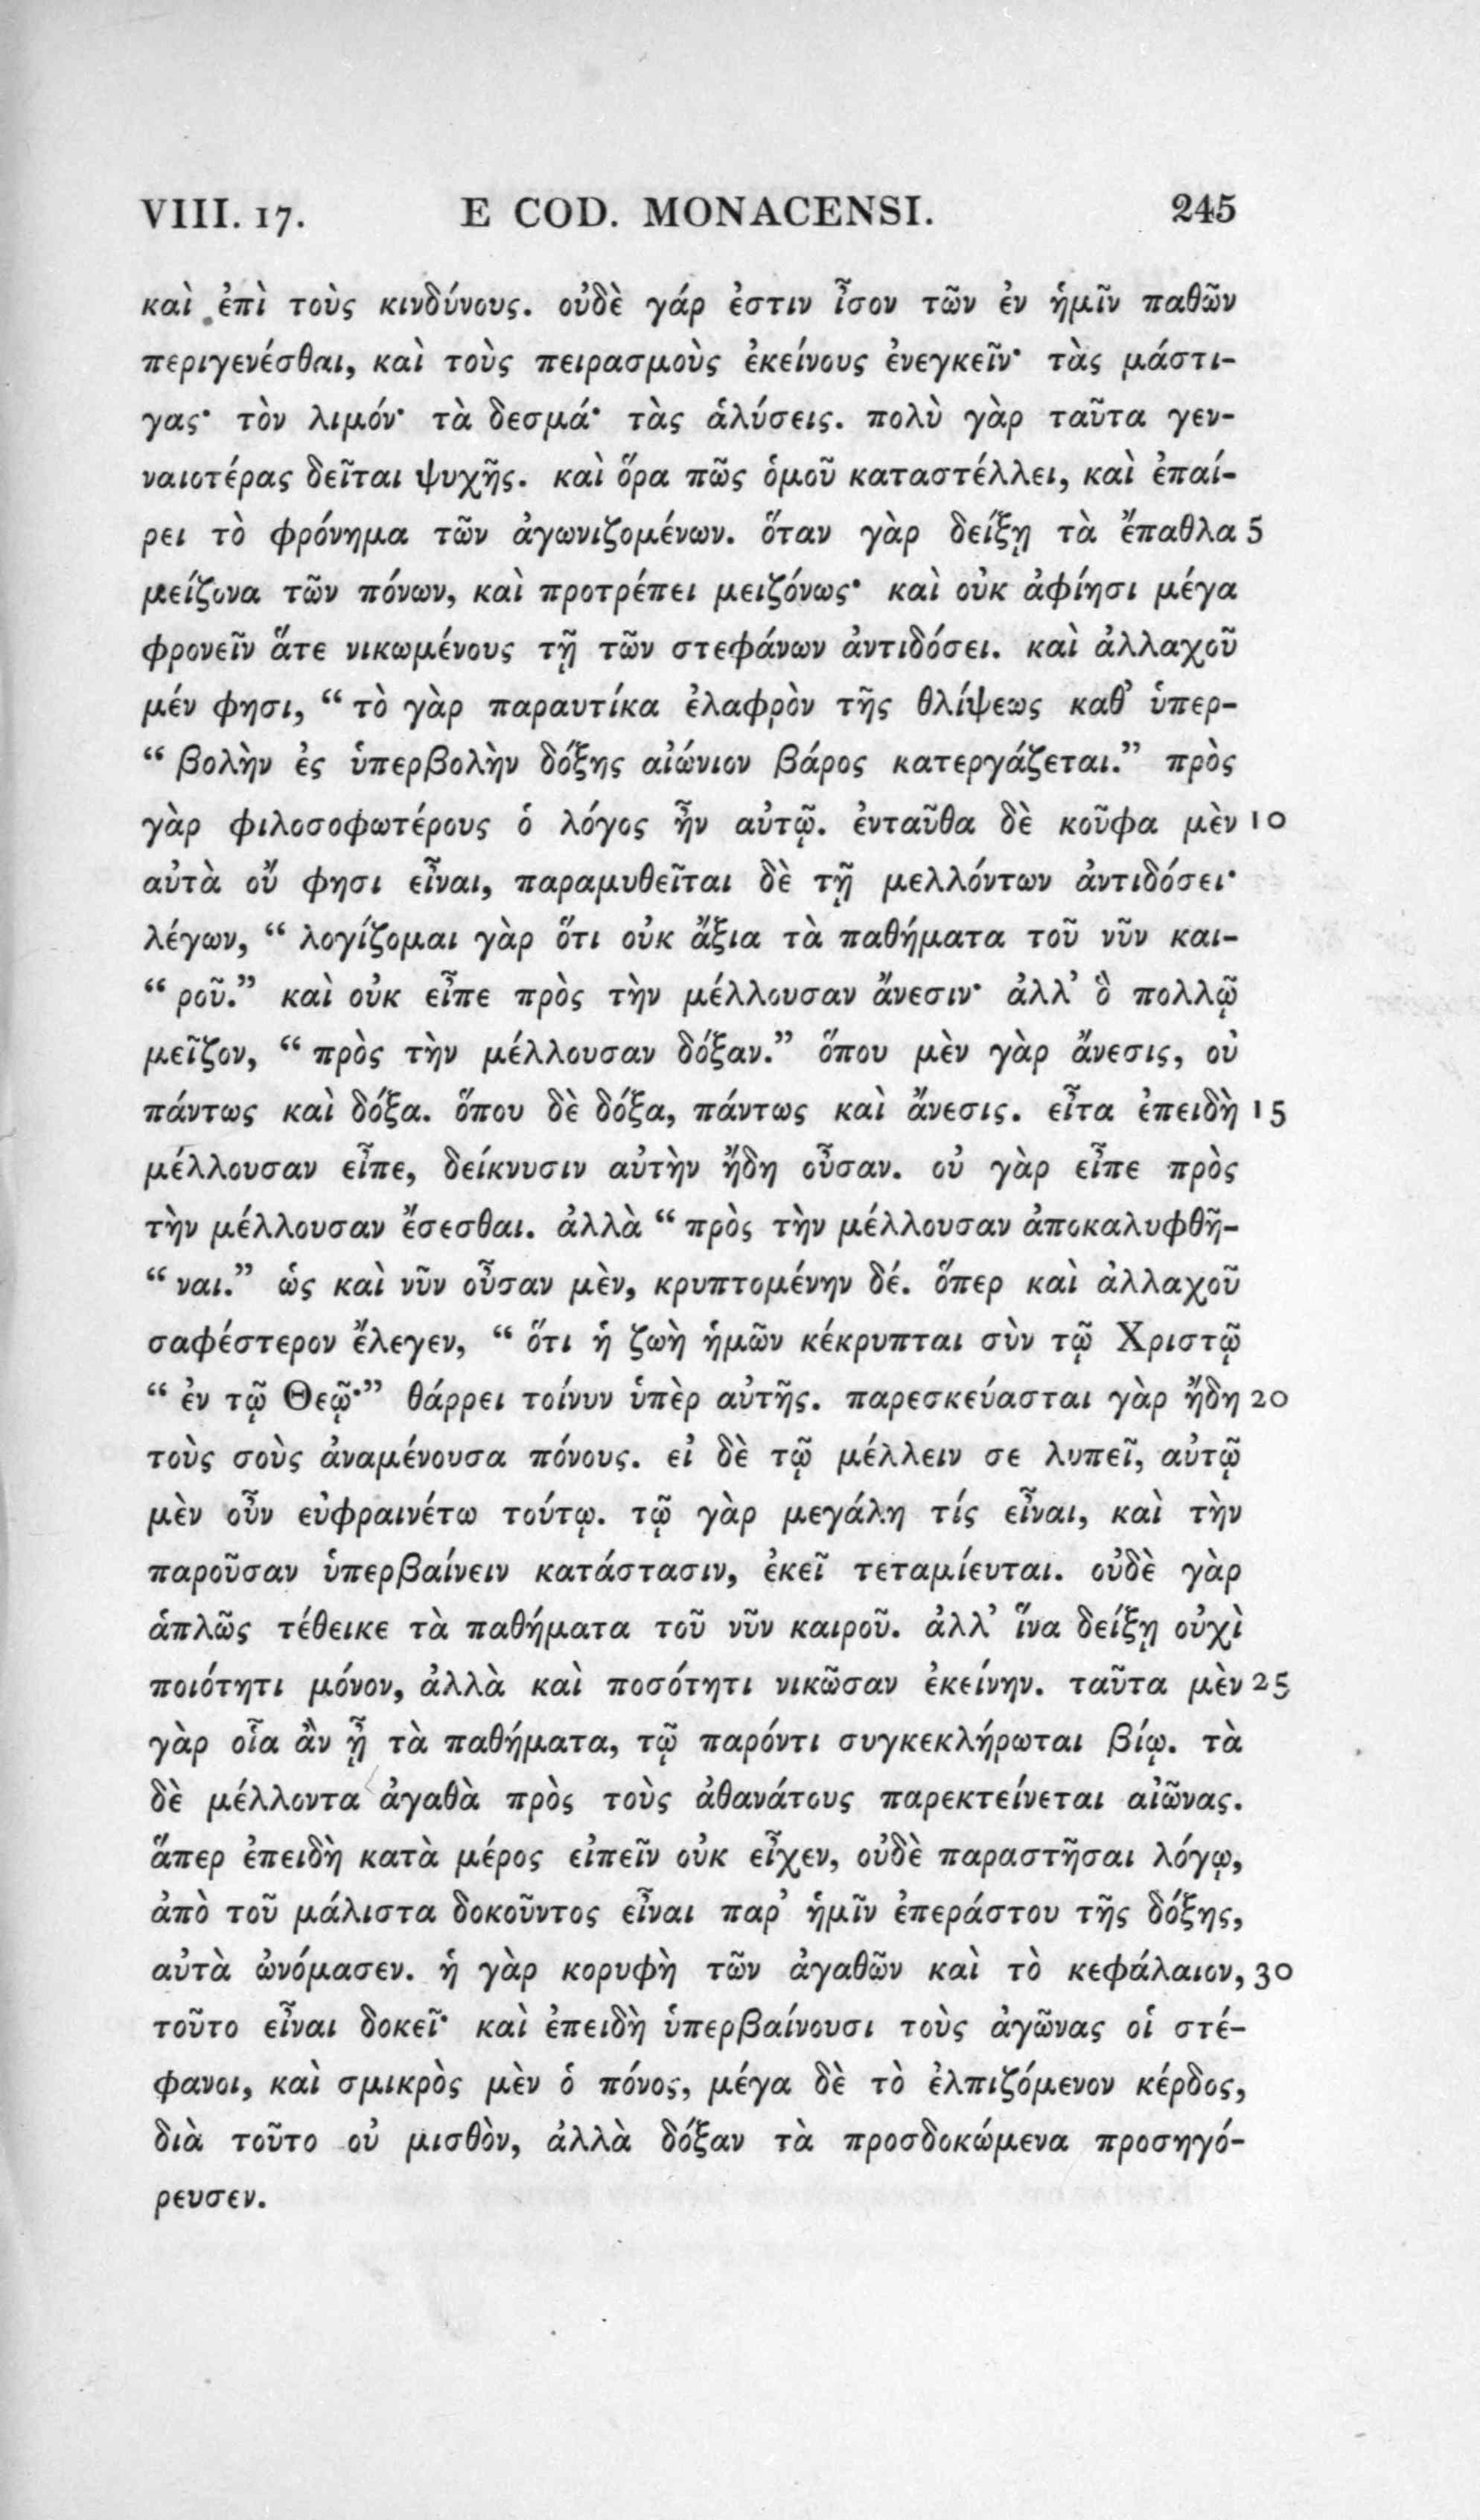 VIII. 17. E COD. MONACENSI. 245
καὶ ἐπὶ τοὺς κινδύνους. οὐδὲ γάρ ἐστιν ἶσον τῶν ἐν ἡμῖν παθῶν
περιγενέσθαι, καὶ τοὺς πειρασμοὺς ἐκείνους ἐνεγκεῖν· τὰς μάστι-
γας· τὸν λιμόν· τὰ δεσμά· τὰς ἁλύσεις. πολὺ γὰρ ταῦτα γεν-
ναιοτέρας δεῖται ψυχῆς. καὶ ὅρα πῶς ὁμοῦ καταστέλλει, καὶ ἐπαί-
ρει τὸ φρόνημα τῶν ἀγωνιζομένων. ὅταν γὰρ δείξῃ τὰ ἔπαθλα 5
μείζονα τῶν πόνων, καὶ προτρέπει μειζόνως· καὶ οὐκ ἀφίησι μέγα
φρονεῖν ἅτε νικωμένους τῇ τῶν στεφάνων ἀντιδόσει. καὶ ἀλλαχοῦ
μέν φησι, “ τὸ γὰρ παραυτίκα ἐλαφρὸν τῆς θλίψεως καθ’ ὑπερ-
“ βολὴν ἐς ὑπερβολὴν δόξης αἰώνιον βάρος κατεργάζεται.” πρὸς
γὰρ φιλοσοφωτέρους ὁ λόγος ἦν αὐτῷ. ἐνταῦθα δὲ κοῦφα μὲν 10
αὐτὰ οὔ φησι εἶναι, παραμυθεῖται δὲ τῇ μελλόντων ἀντιδόσει·
λέγων, “ λογίζομαι γὰρ ὅτι οὐκ ἄξια τὰ παθήματα τοῦ νῦν και-
“ ροῦ.” καὶ οὐκ εἶπε πρὸς τὴν μέλλουσαν ἄνεσιν· ἀλλ’ ὃ πολλῷ
μεῖζον, “ πρὸς τὴν μέλλουσαν δόξαν.” ὅπου μὲν γὰρ ἄνεσις, οὐ
πάντως καὶ δόξα. ὅπου δὲ δόξα, πάντως καὶ ἄνεσις. εἶτα ἐπειδὴ 15
μέλλουσαν εἶπε, δείκνυσιν αὐτὴν ἤδη οὖσαν. οὐ γὰρ εἶπε πρὸς
τὴν μέλλουσαν ἔσεσθαι. ἀλλὰ “ πρὸς τὴν μέλλουσαν ἀποκαλυφθῆ-
“ ναι.” ὡς καὶ νῦν οὖσαν μὲν, κρυπτομένην δέ. ὅπερ καὶ ἀλλαχοῦ
σαφέστερον ἔλεγεν, “ ὅτι ἡ ζωὴ ἡμῶν κέκρυπται σὺν τῷ Χριστῷ
“ ἐν τῷ Θεῷ·” θάρρει τοίνυν ὑπὲρ αὐτῆς. παρεσκεύασται γὰρ ἤδη 20
τοὺς σοὺς ἀναμένουσα πόνους. εἰ δὲ τῷ μέλλειν σε λυπεῖ, αὐτῷ
μὲν οὖν εὐφραινέτω τούτῳ. τῷ γὰρ μεγάλη τίς εἶναι, καὶ τὴν
παροῦσαν ὑπερβαίνειν κατάστασιν, ἐκεῖ τεταμίευται. οὐδὲ γὰρ
ἁπλῶς τέθεικε τὰ παθήματα τοῦ νῦν καιροῦ. ἀλλ’ ἵνα δείξῃ οὐχὶ
ποιότητι μόνον, ἀλλὰ καὶ ποσότητι νικῶσαν ἐκείνην. ταῦτα μὲν 25
γὰρ οἷα ἂν ᾖ τὰ παθήματα, τῷ παρόντι συγκεκλήρωται βίῳ. τὰ
δὲ μέλλοντα ἀγαθὰ πρὸς τοὺς ἀθανάτους παρεκτείνεται αἰῶνας.
ἅπερ ἐπειδὴ κατὰ μέρος εἰπεῖν οὐκ εἶχεν, οὐδὲ παραστῆσαι λόγῳ,
ἀπὸ τοῦ μάλιστα δοκοῦντος εἶναι παρ’ ἡμῖν ἐπεράστου τῆς δόξης,
αὐτὰ ὠνόμασεν. ἡ γὰρ κορυφὴ τῶν ἀγαθῶν καὶ τὸ κεφάλαιον, 30
τοῦτο εἶναι δοκεῖ· καὶ ἐπειδὴ ὑπερβαίνουσι τοὺς ἀγῶνας οἱ στέ-
φανοι, καὶ σμικρὸς μὲν ὁ πόνος, μέγα δὲ τὸ ἐλπιζόμενον κέρδος,
διὰ τοῦτο οὐ μισθὸν, ἀλλὰ δόξαν τὰ προσδοκώμενα προσηγό-
ρευσεν.